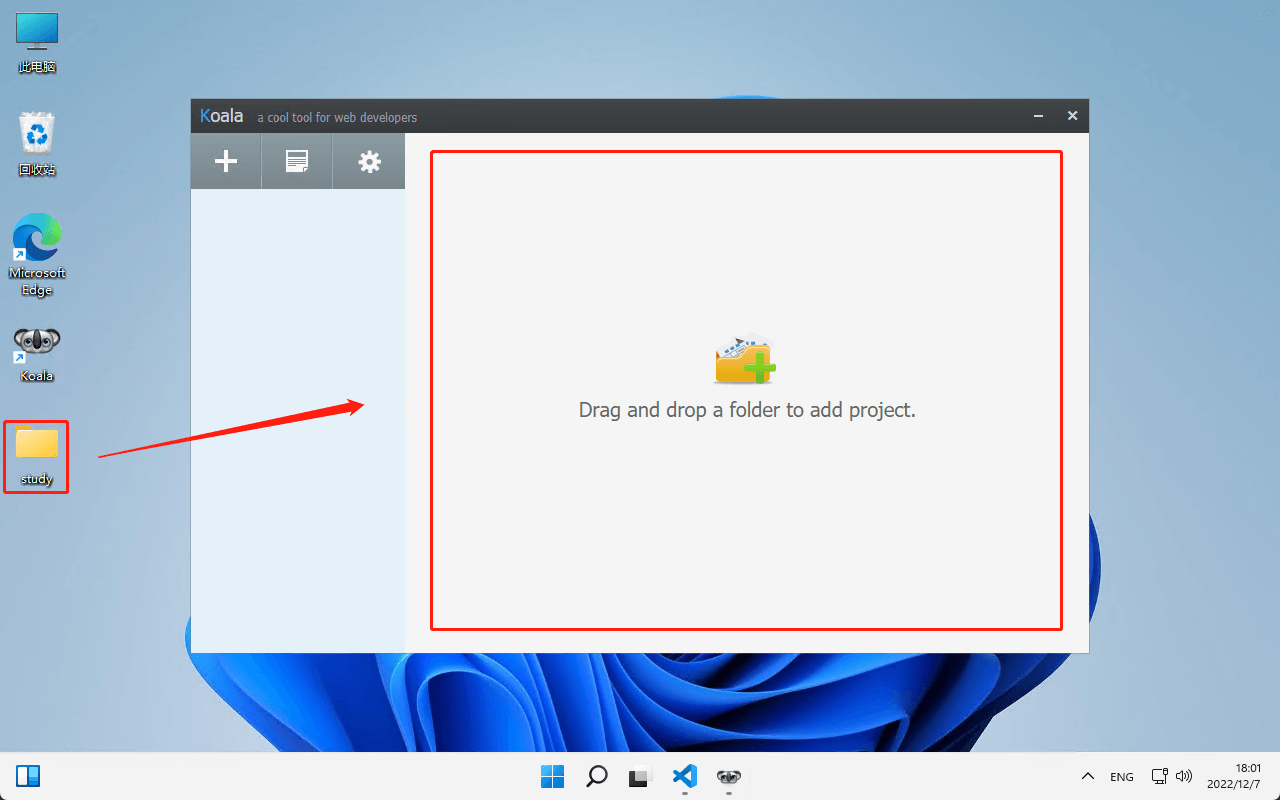 此电脑
回收站
Microsoft
Edge
Koala
study
Koala a cool tool for web developers
Drag and drop a folder to add project.
ENG
18:01
2022/12/7